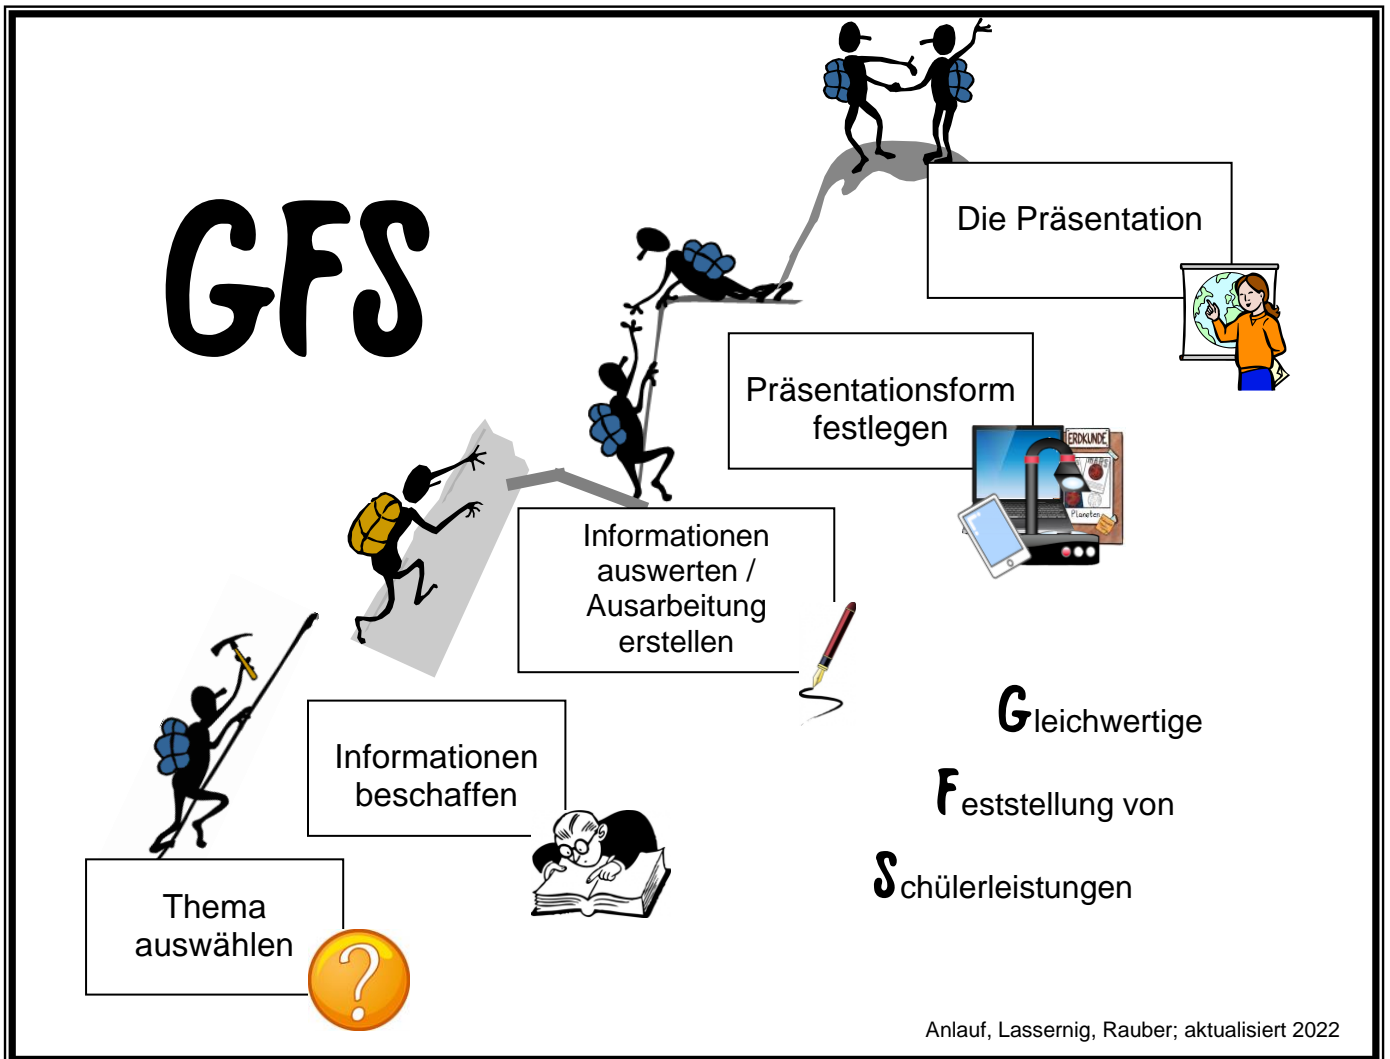 GFS
Die Präsentation
Präsentationsform
festlegen
ERDKUNDE
MARS
Planeten
Informationen
auswerten /
Ausarbeitung
erstellen
Informationen
beschaffen
Thema
auswählen
?
Gleichwertige
Feststellung von
Schülerleistungen
Anlauf, Lassernig, Rauber; aktualisiert 2022